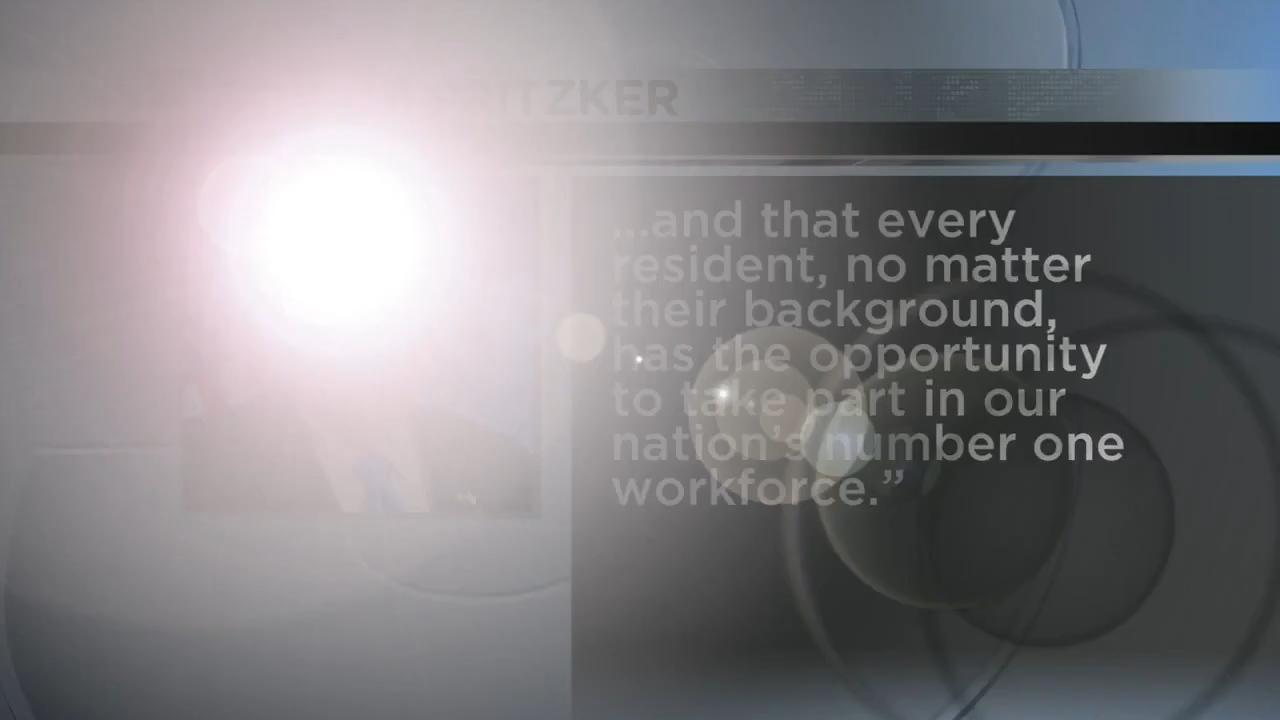 ITZKER
...and that every
resident, no matter
their background,
has the opportunity
to take part in our
nation's number one
workforce.”